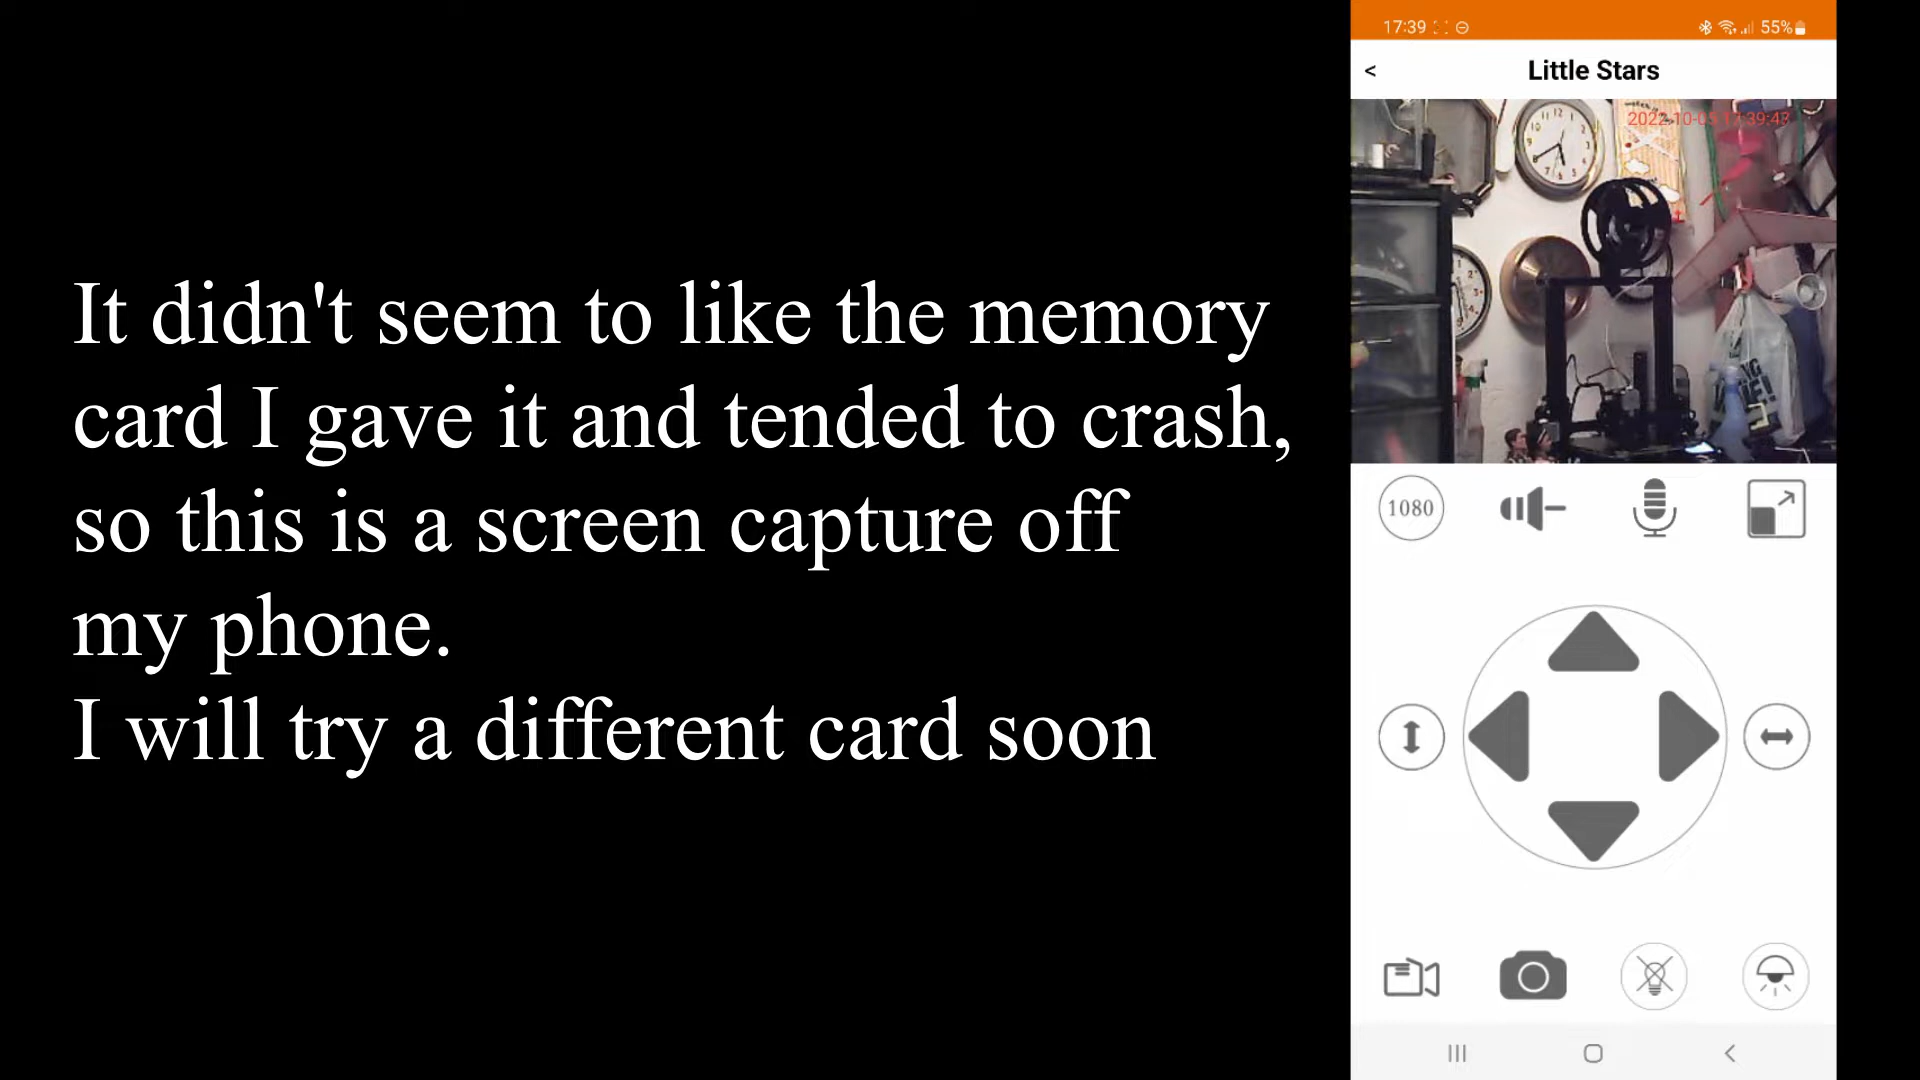 It didn't seem to like the memory
card I gave it and tended to crash,
so this is a screen capture off
my phone.
I will try a different card soon
17:39
55%
<
Little Stars
1080